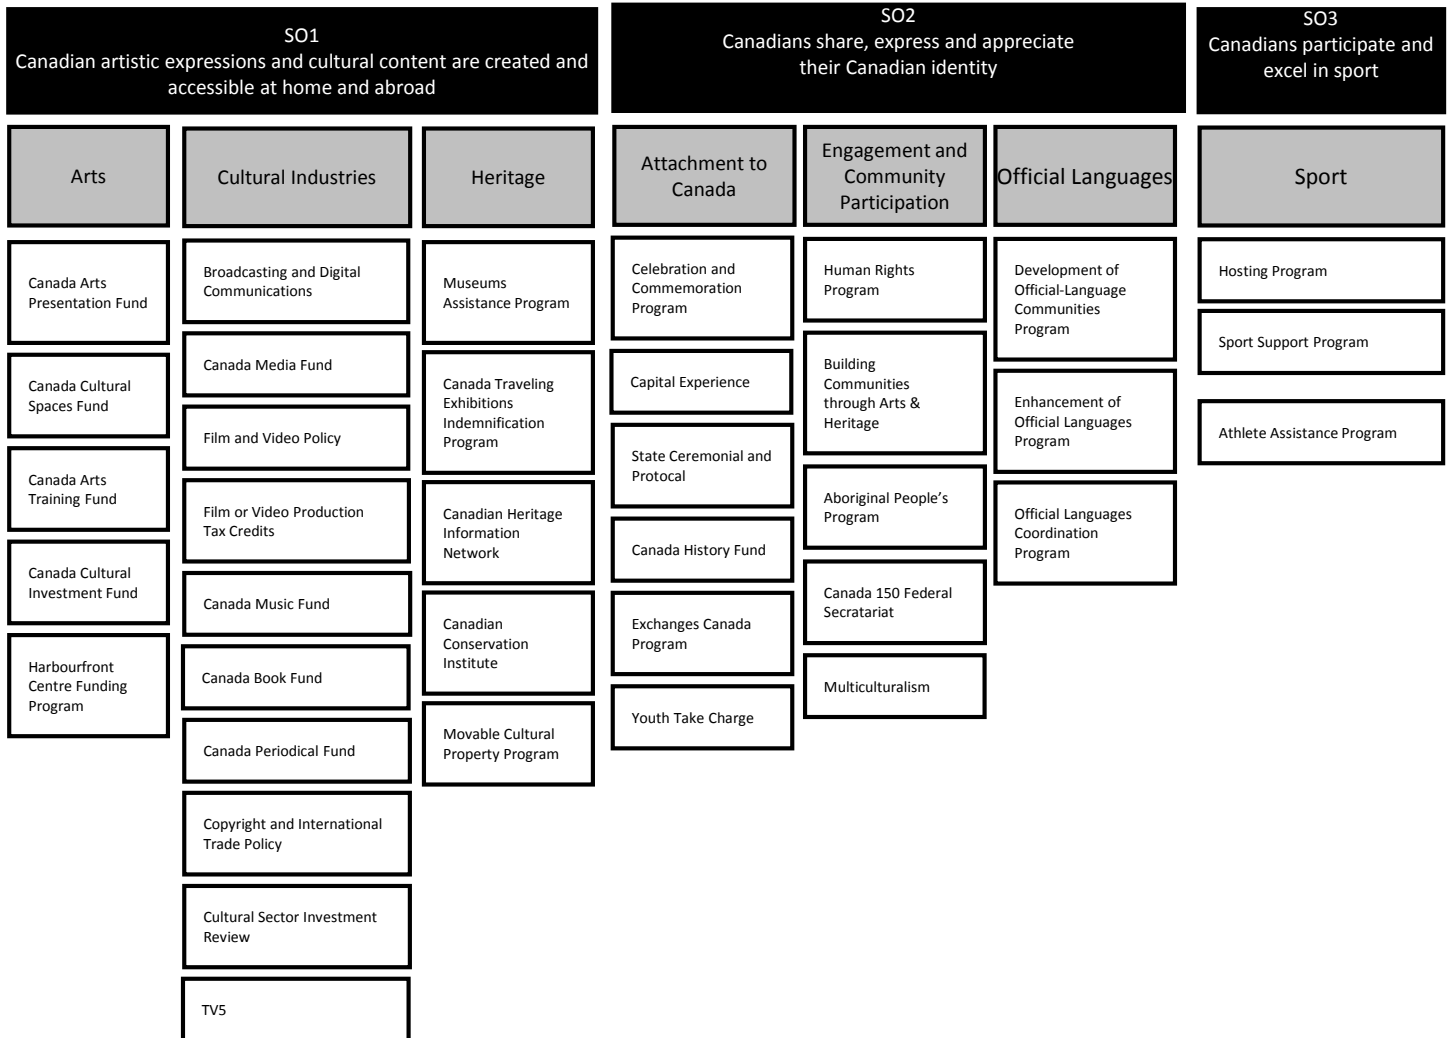 SO1
Canadian artistic expressions and cultural content are created and
accessible at home and abroad
SO2
Canadians share, express and appreciate
their Canadian identity
SO3
Canadians participate and
excel in sport
Arts
Cultural Industries
Heritage
Attachment to
Canada
Engagement and
Community
Participation
Official Languages
Sport
Canada Arts
Presentation Fund
Canada Cultural
Spaces Fund
Canada Arts
Training Fund
Canada Cultural
Investment Fund
Harbourfront
Centre Funding
Program
Broadcasting and Digital
Communications
Canada Media Fund
Film and Video Policy
Film or Video Production
Tax Credits
Canada Music Fund
Canada Book Fund
Canada Periodical Fund
Copyright and International
Trade Policy
Cultural Sector Investment
Review
TV5
Museums
Assistance Program
Canada Traveling
Exhibitions
Indemnification
Program
Canadian Heritage
Information
Network
Canadian
Conservation
Institute
Movable Cultural
Property Program
Celebration and
Commemoration
Program
Capital Experience
State Ceremonial and
Protocal
Canada History Fund
Exchanges Canada
Program
Youth Take Charge
Human Rights
Program
Building
Communities
through Arts &
Heritage
Aboriginal People’s
Program
Canada 150 Federal
Secratariat
Multiculturalism
Development of
Official-Language
Communities
Program
Enhancement of
Official Languages
Program
Official Languages
Coordination
Program
Hosting Program
Sport Support Program
Athlete Assistance Program